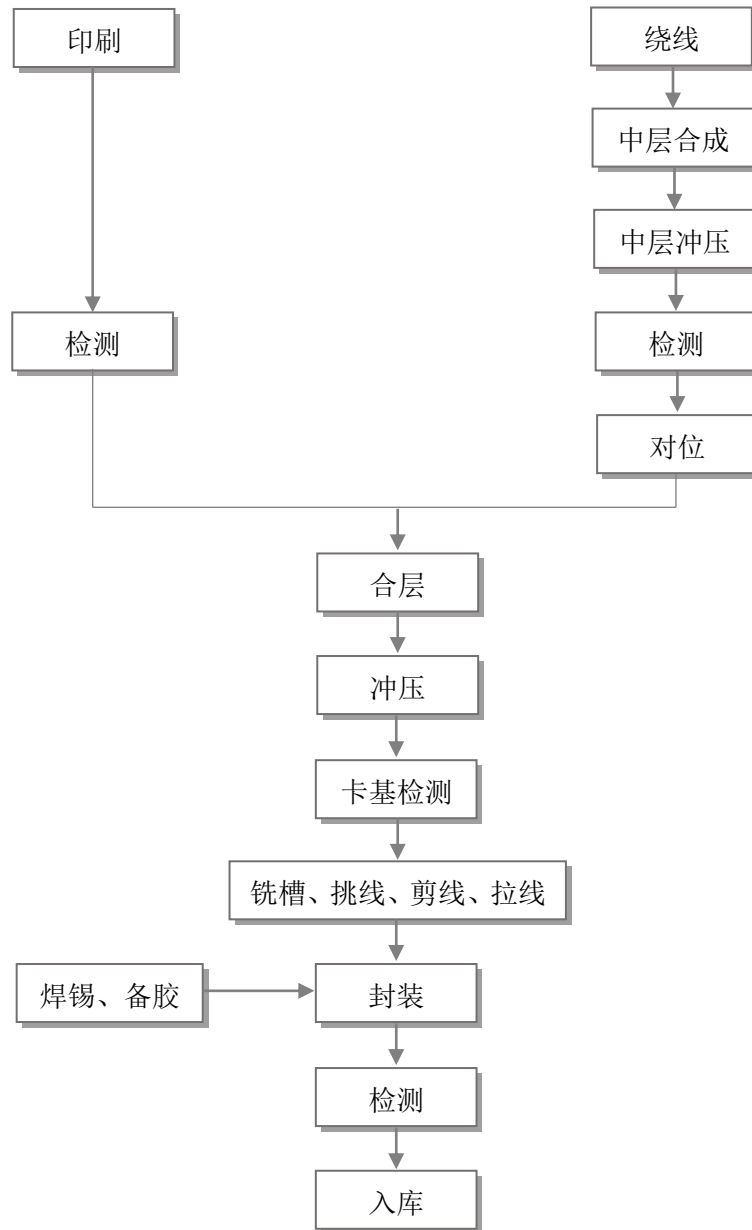 印刷
绕线
中层合成
中层冲压
检测
检测
对位
合层
冲压
卡基检测
铣槽、挑线、剪线、拉线
焊锡、备胶
封装
检测
入库